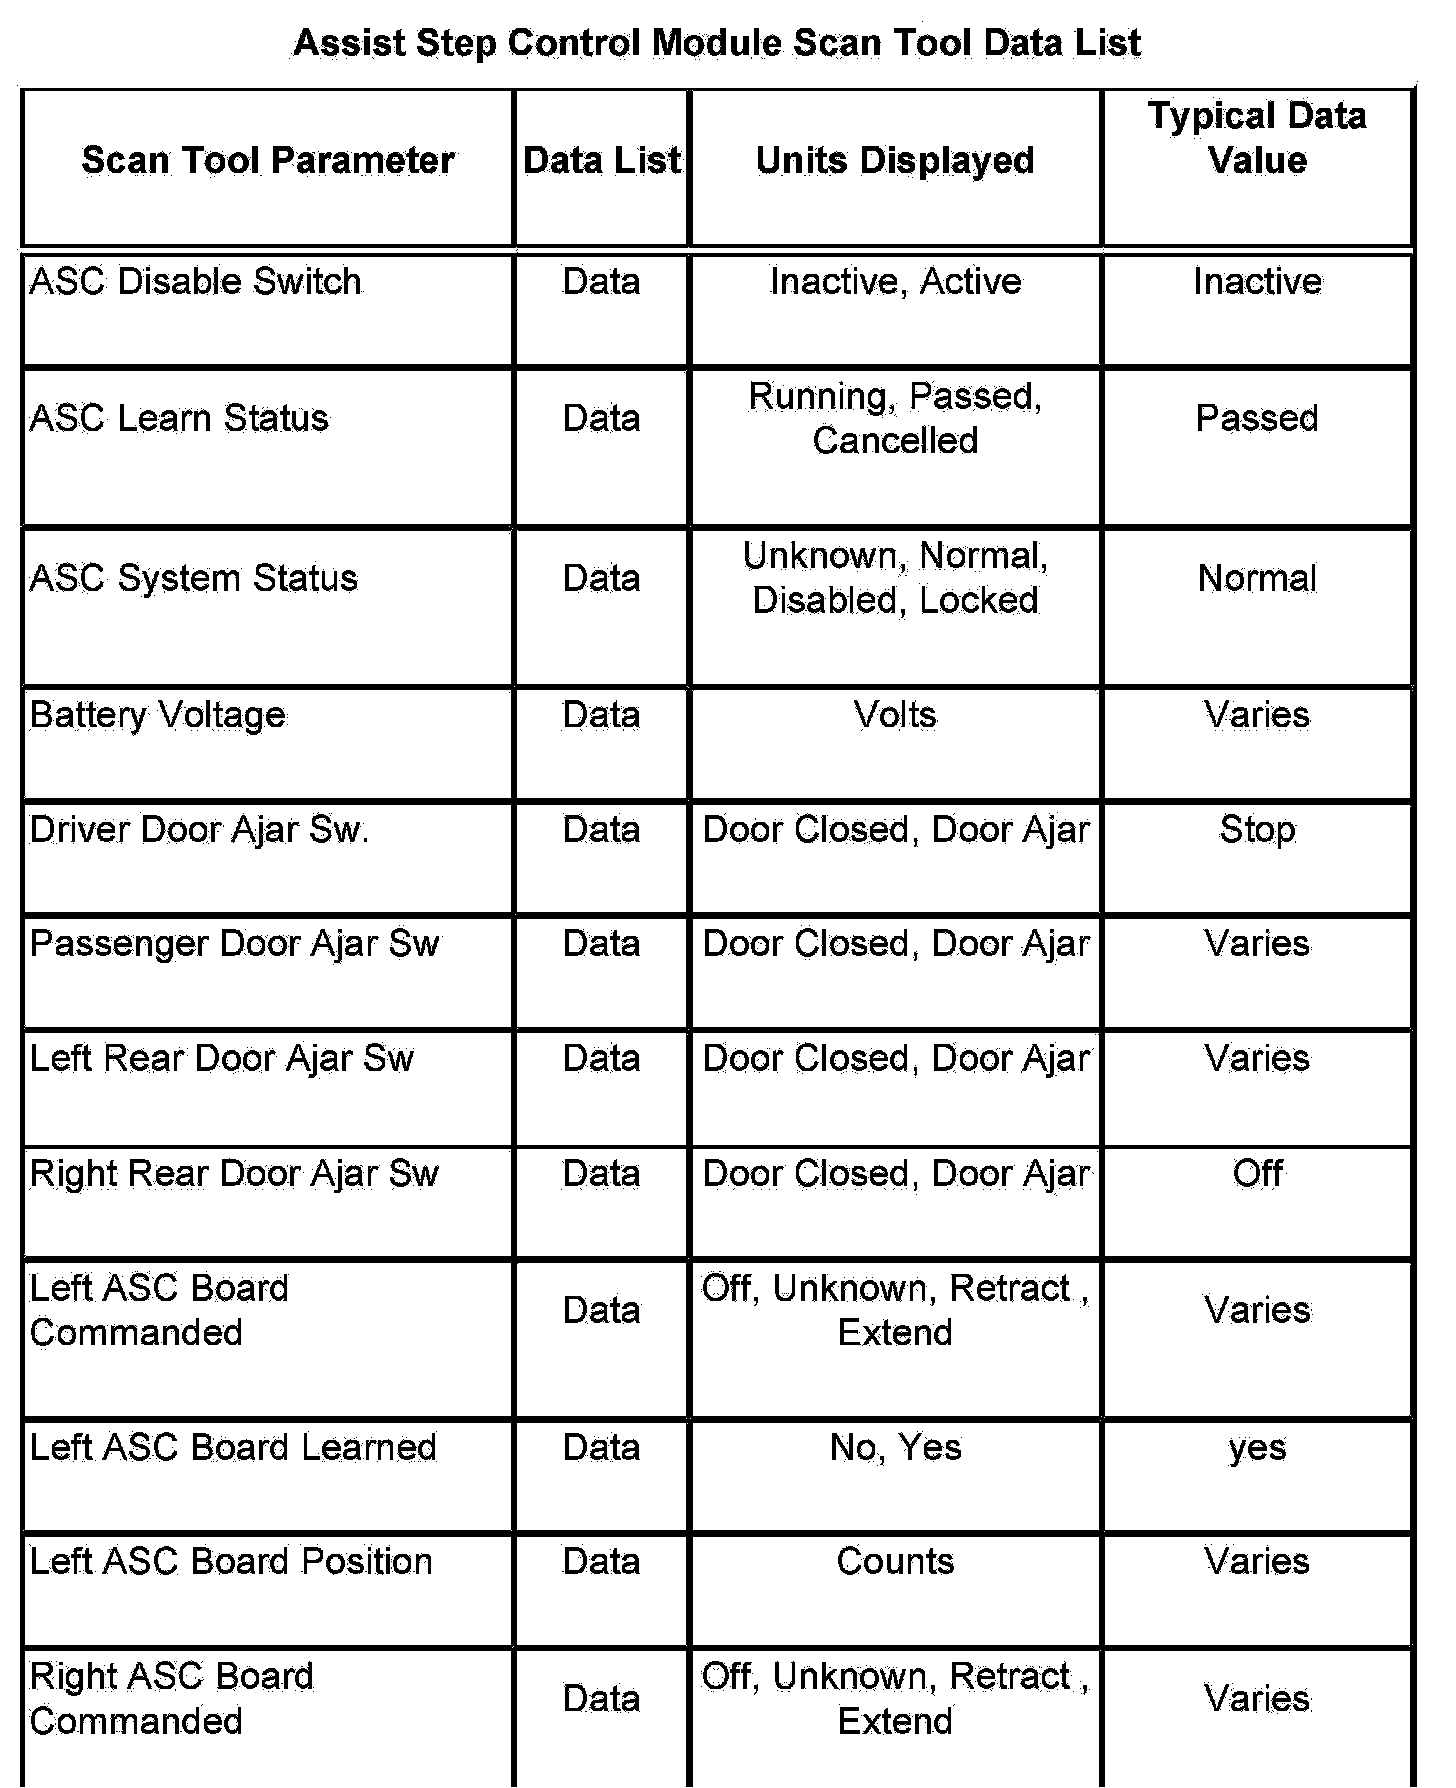 Assist Step Control Module Scan Tool Data List
Scan Tool Parameter Data List Units Displayed Typical Data
Value
ASC Disable Switch Data Inactive, Active Inactive
ASC Learn Status Data Running, Passed,
Cancelled Passed
ASC System Status Data Unknown, Normal,
Disabled, Locked Normal
Battery Voltage Data Volts Varies
Driver Door Ajar Sw. Data Door Closed, Door Ajar Stop
Passenger Door Ajar Sw Data Door Closed, Door Ajar Varies
Left Rear Door Ajar Sw Data Door Closed, Door Ajar Varies
Right Rear Door Ajar Sw Data Door Closed, Door Ajar Off
Left ASC Board
Commanded Data Off, Unknown, Retract ,
Extend Varies
Left ASC Board Learned Data No, Yes yes
Left ASC Board Position Data Counts Varies
Right ASC Board
Commanded Data Off, Unknown, Retract ,
Extend Varies